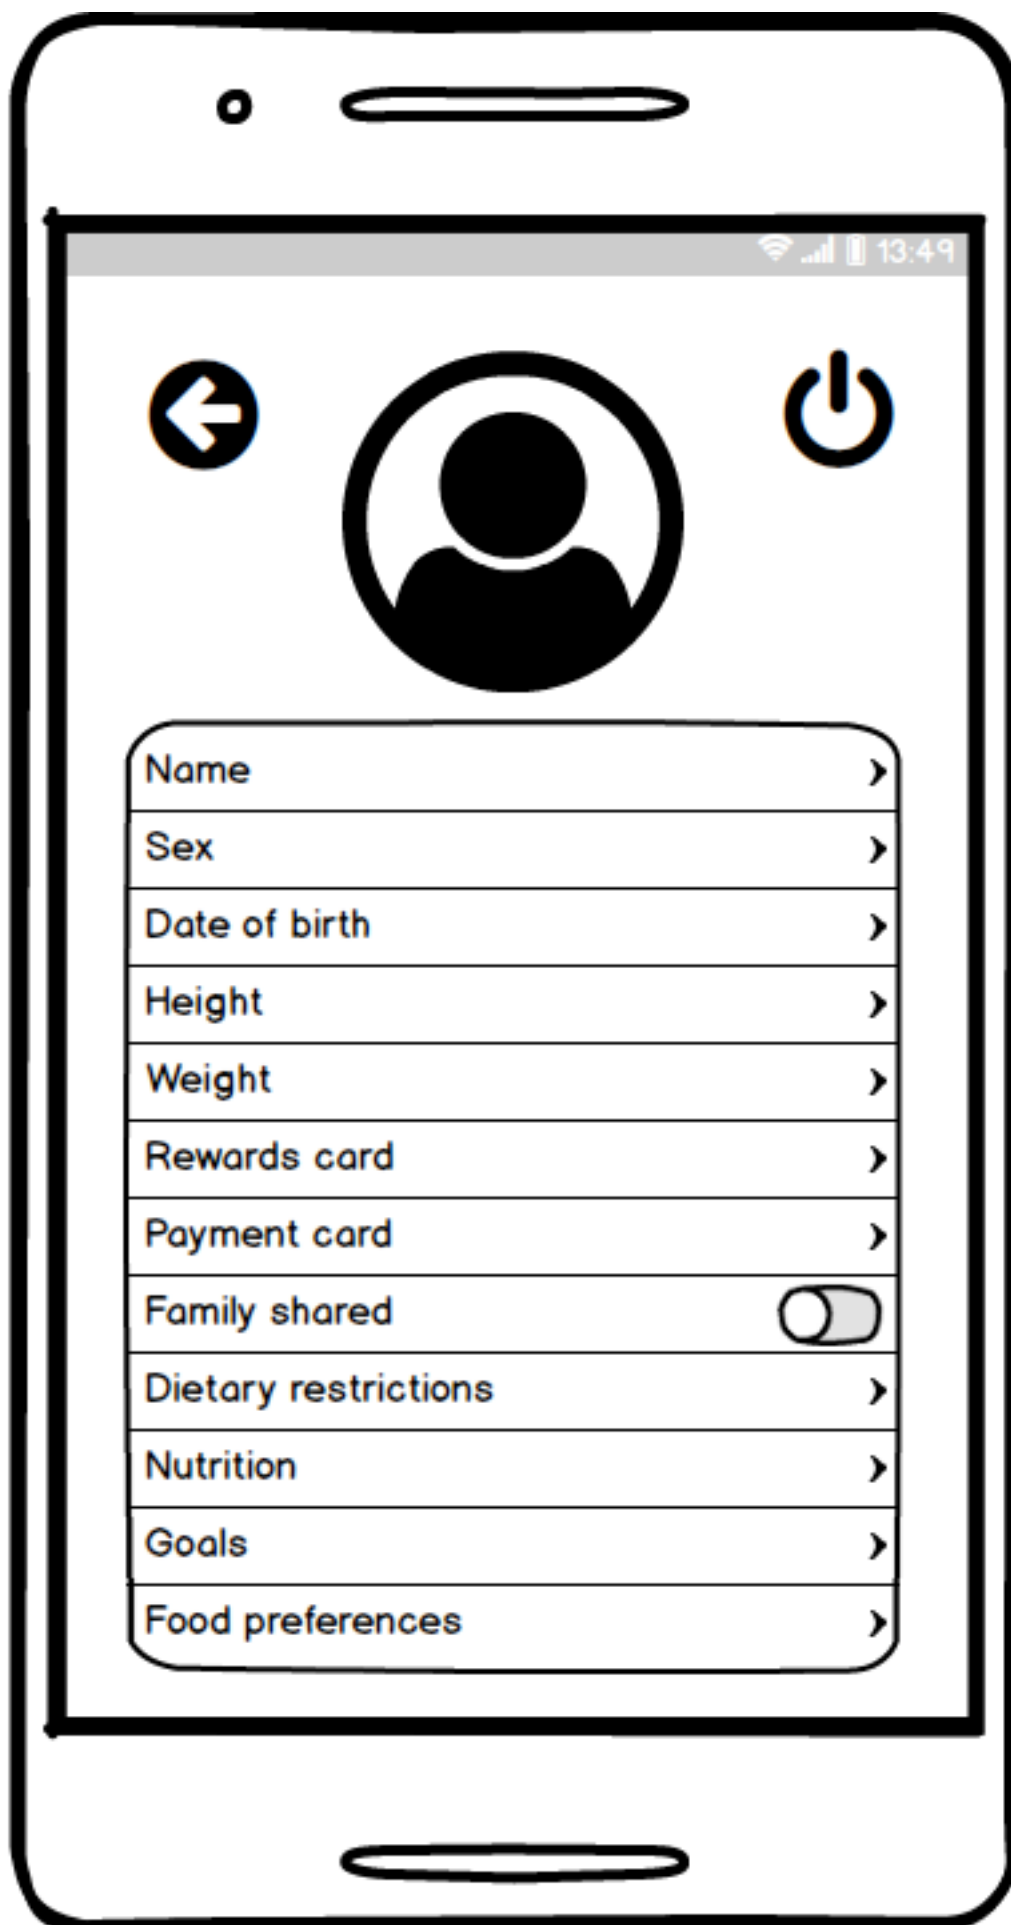 13:49
Name
Sex
Date of birth
Height
Weight
Rewards card
Payment card
Family shared
Dietary restrictions
Nutrition
Goals
Food preferences